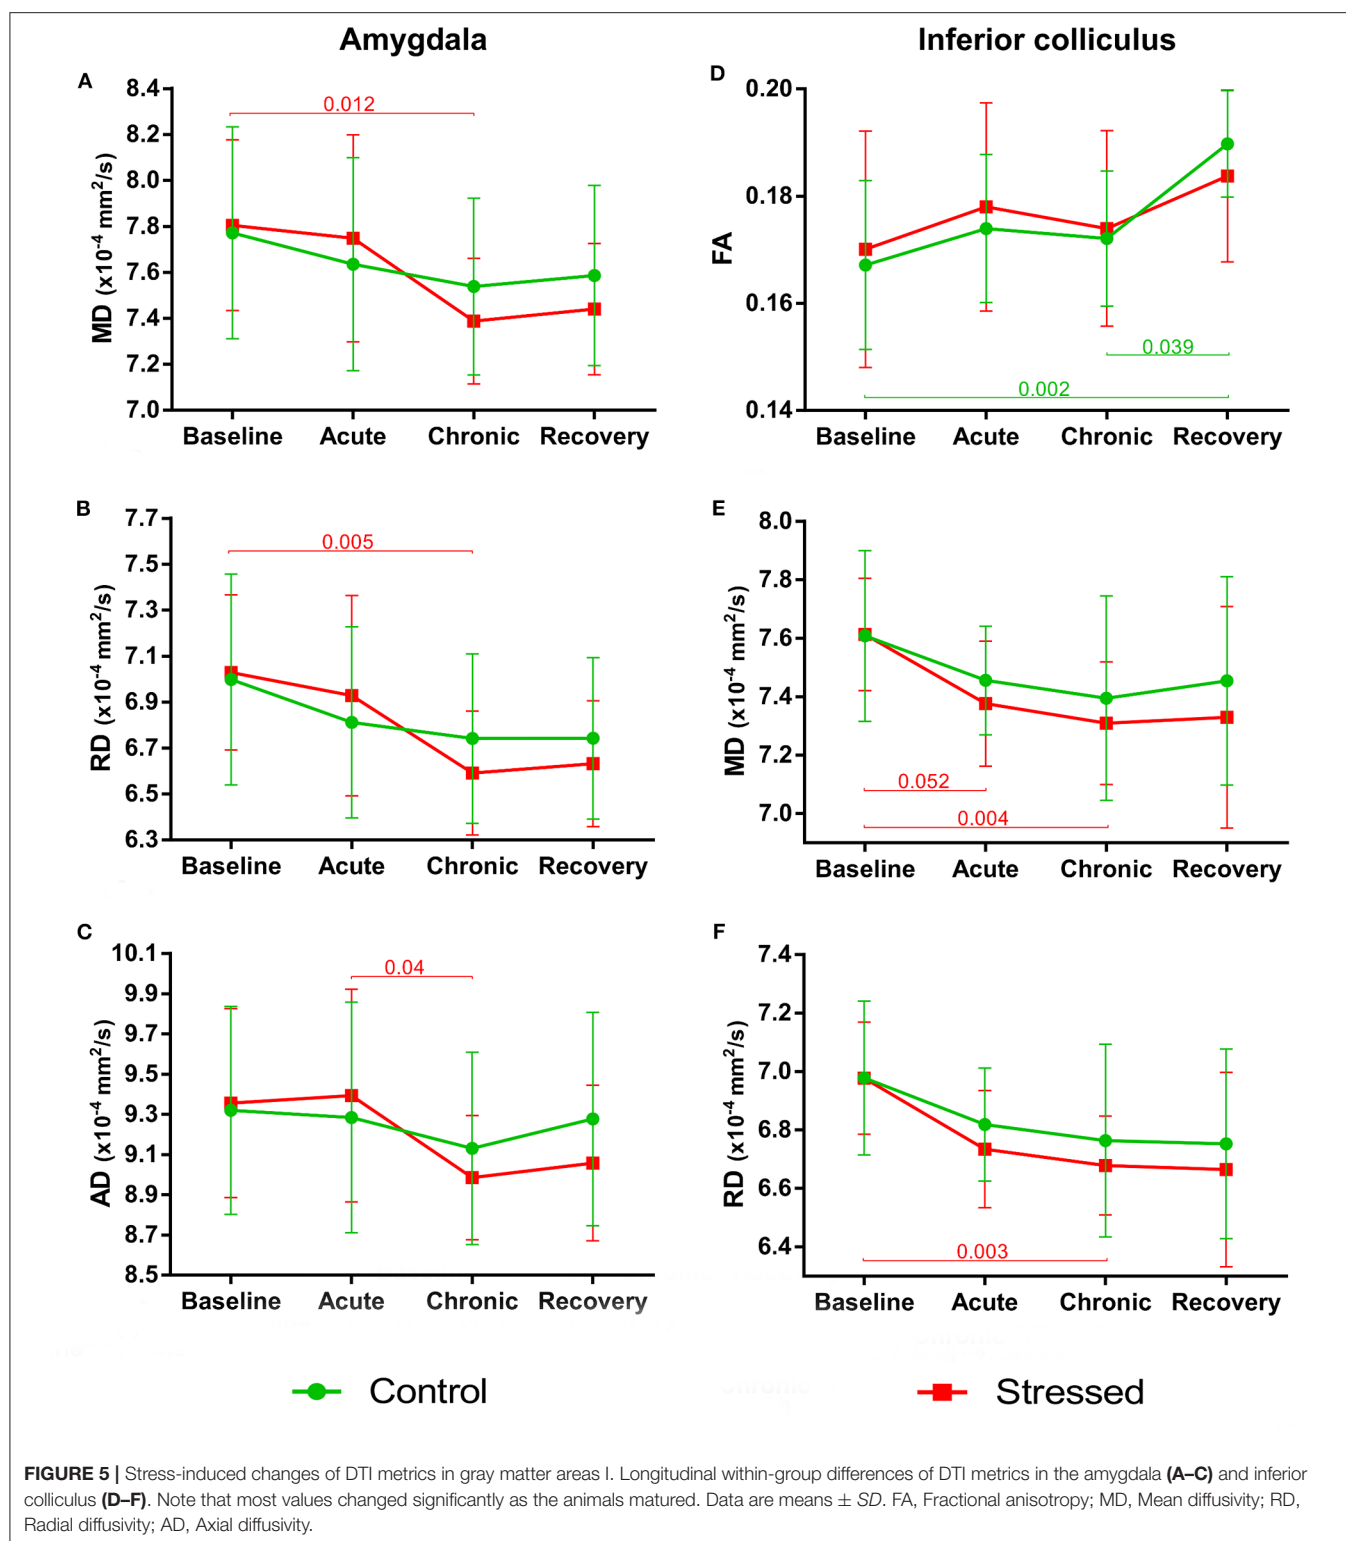 Amygdala
Inferior colliculus
A
8.4
8.2
8.0
7.8
7.6
7.4
7.2
7.0
MD (x10⁻⁴ mm²/s)
0.012
Baseline Acute Chronic Recovery
D
0.20
0.18
0.16
0.14
FA
0.039
0.002
Baseline Acute Chronic Recovery
B
7.7
7.5
7.3
7.1
6.9
6.7
6.5
6.3
RD (x10⁻⁴ mm²/s)
0.005
Baseline Acute Chronic Recovery
E
8.0
7.8
7.6
7.4
7.2
7.0
MD (x10⁻⁴ mm²/s)
0.052
0.004
Baseline Acute Chronic Recovery
C
10.1
9.9
9.7
9.5
9.3
9.1
8.9
8.7
8.5
AD (x10⁻⁴ mm²/s)
0.04
Baseline Acute Chronic Recovery
F
7.4
7.2
7.0
6.8
6.6
6.4
RD (x10⁻⁴ mm²/s)
0.003
Baseline Acute Chronic Recovery
Control
Stressed
FIGURE 5 | Stress-induced changes of DTI metrics in gray matter areas I. Longitudinal within-group differences of DTI metrics in the amygdala (A–C) and inferior
colliculus (D–F). Note that most values changed significantly as the animals matured. Data are means ± SD. FA, Fractional anisotropy; MD, Mean diffusivity; RD,
Radial diffusivity; AD, Axial diffusivity.